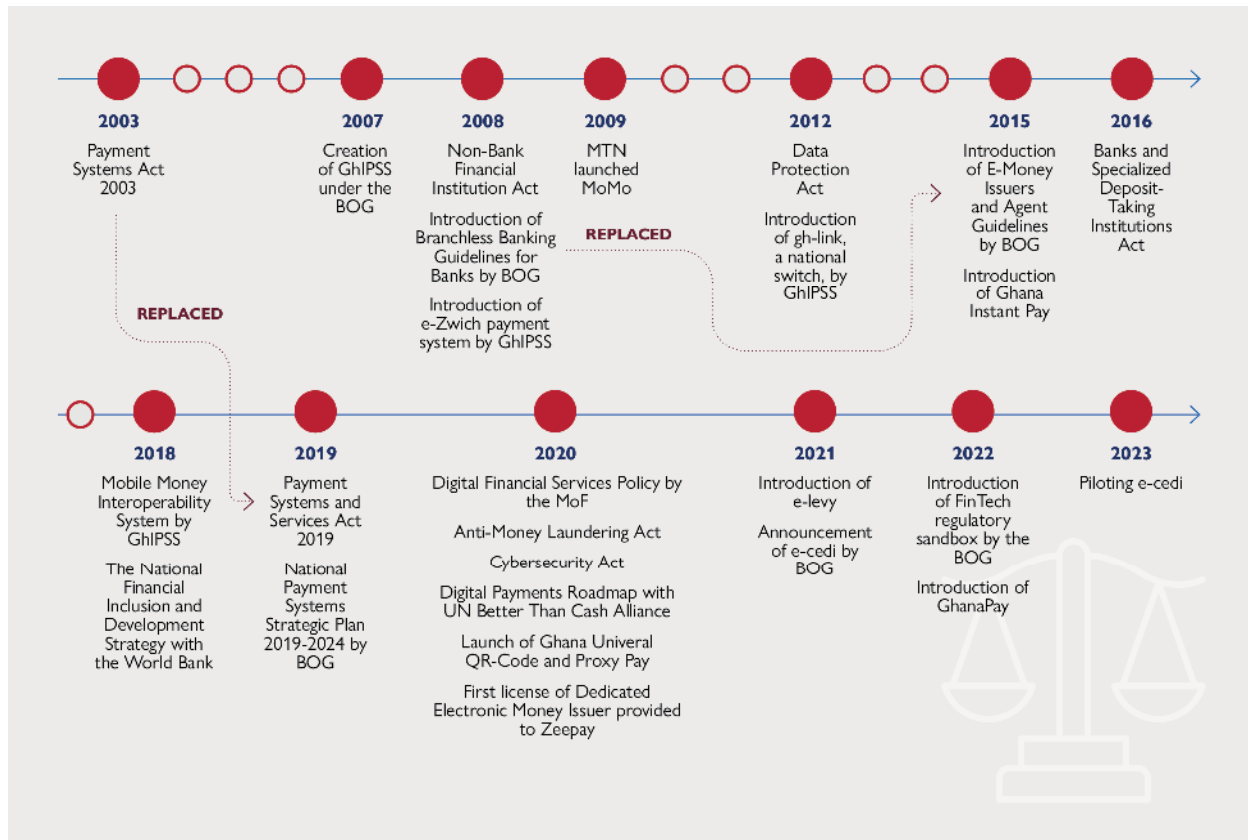 2003
Payment
Systems Act
2003
2007
Creation
of GhIPSS
under the
BOG
2008
Non-Bank
Financial
Institution Act
Introduction of
Branchless Banking
Guidelines for
Banks by BOG
Introduction of
e-Zwich payment
system by GhIPSS
2009
MTN
launched
MoMo
2012
Data
Protection
Act
Introduction
of gh-link,
a national
switch, by
GhIPSS
2015
Introduction
of E-Money
Issuers
and Agent
Guidelines
by BOG
Introduction
of Ghana
Instant Pay
2016
Banks and
Specialized
Deposit-
Taking
Institutions
Act
REPLACED
REPLACED
2018
Mobile Money
Interoperability
System by
GhIPSS
The National
Financial
Inclusion and
Development
Strategy with
the World Bank
2019
Payment
Systems and
Services Act
2019
National
Payment
Systems
Strategic Plan
2019-2024 by
BOG
2020
Digital Financial Services Policy by
the MoF
Anti-Money Laundering Act
Cybersecurity Act
Digital Payments Roadmap with
UN Better Than Cash Alliance
Launch of Ghana Univeral
QR-Code and Proxy Pay
First license of Dedicated
Electronic Money Issuer provided
to Zeepay
2021
Introduction of
e-levy
Announcement
of e-cedi by
BOG
2022
Introduction
of FinTech
regulatory
sandbox by the
BOG
Introduction of
GhanaPay
2023
Piloting e-cedi